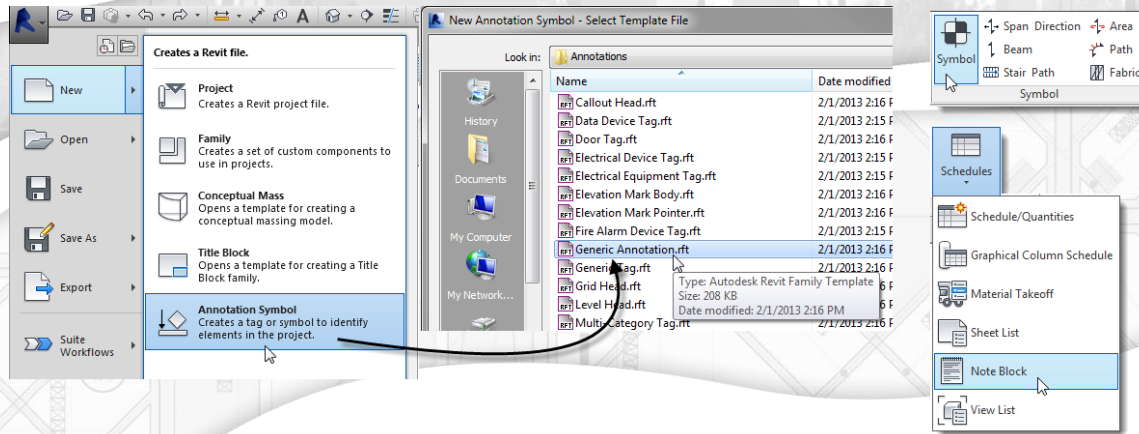 Creates a Revit file.
New
Project
Creates a Revit project file.
Open
Family
Creates a set of custom components to
use in projects.
Save
Conceptual Mass
Opens a template for creating a
conceptual massing model.
Save As
Title Block
Opens a template for creating a Title
Block family.
Export
Annotation Symbol
Creates a tag or symbol to identify
elements in the project.
Suite
Workflows
New Annotation Symbol - Select Template File
Look in:
Annotations
History
Documents
My Computer
My Network...
Name
Date modified
Callout Head.rft
2/1/2013 2:16 P
Data Device Tag.rft
2/1/2013 2:15 P
Door Tag.rft
2/1/2013 2:16 P
Electrical Device Tag.rft
2/1/2013 2:15 P
Electrical Equipment Tag.rft
2/1/2013 2:15 P
Elevation Mark Body.rft
2/1/2013 2:16 P
Elevation Mark Pointer.rft
2/1/2013 2:16 P
Fire Alarm Device Tag.rft
2/1/2013 2:15 P
Generic Annotation.rft
2/1/2013 2:16 P
Generic Tag.rft
Grid Head.rft
Level Head.rft
Multi-Category Tag.rft
2/1/2013 2:16 P
Type: Autodesk Revit Family Template
Size: 208 KB
Date modified: 2/1/2013 2:16 PM
Symbol
Span Direction
Area
Beam
Path
Stair Path
Fabric
Symbol
Schedules
Schedule/Quantities
Graphical Column Schedule
Material Takeoff
Sheet List
Note Block
View List